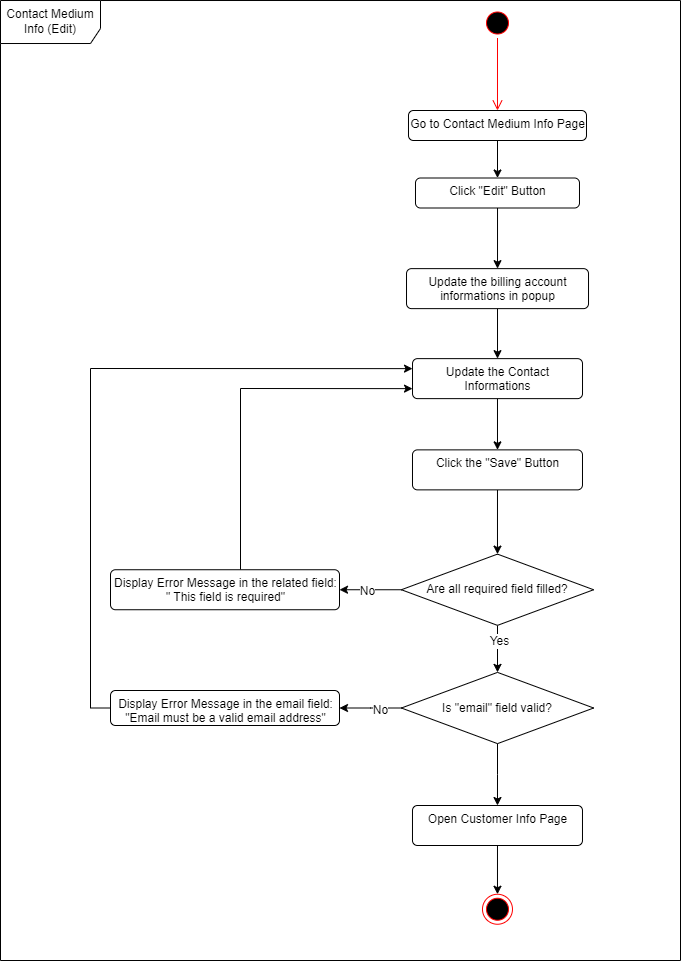 Contact Medium
Info (Edit)
Go to Contact Medium Info Page
Click "Edit" Button
Update the billing account
informations in popup
Update the Contact
Informations
Click the "Save" Button
Are all required field filled?
No
Display Error Message in the related field:
" This field is required"
Yes
Is "email" field valid?
No
Display Error Message in the email field:
"Email must be a valid email address"
Open Customer Info Page